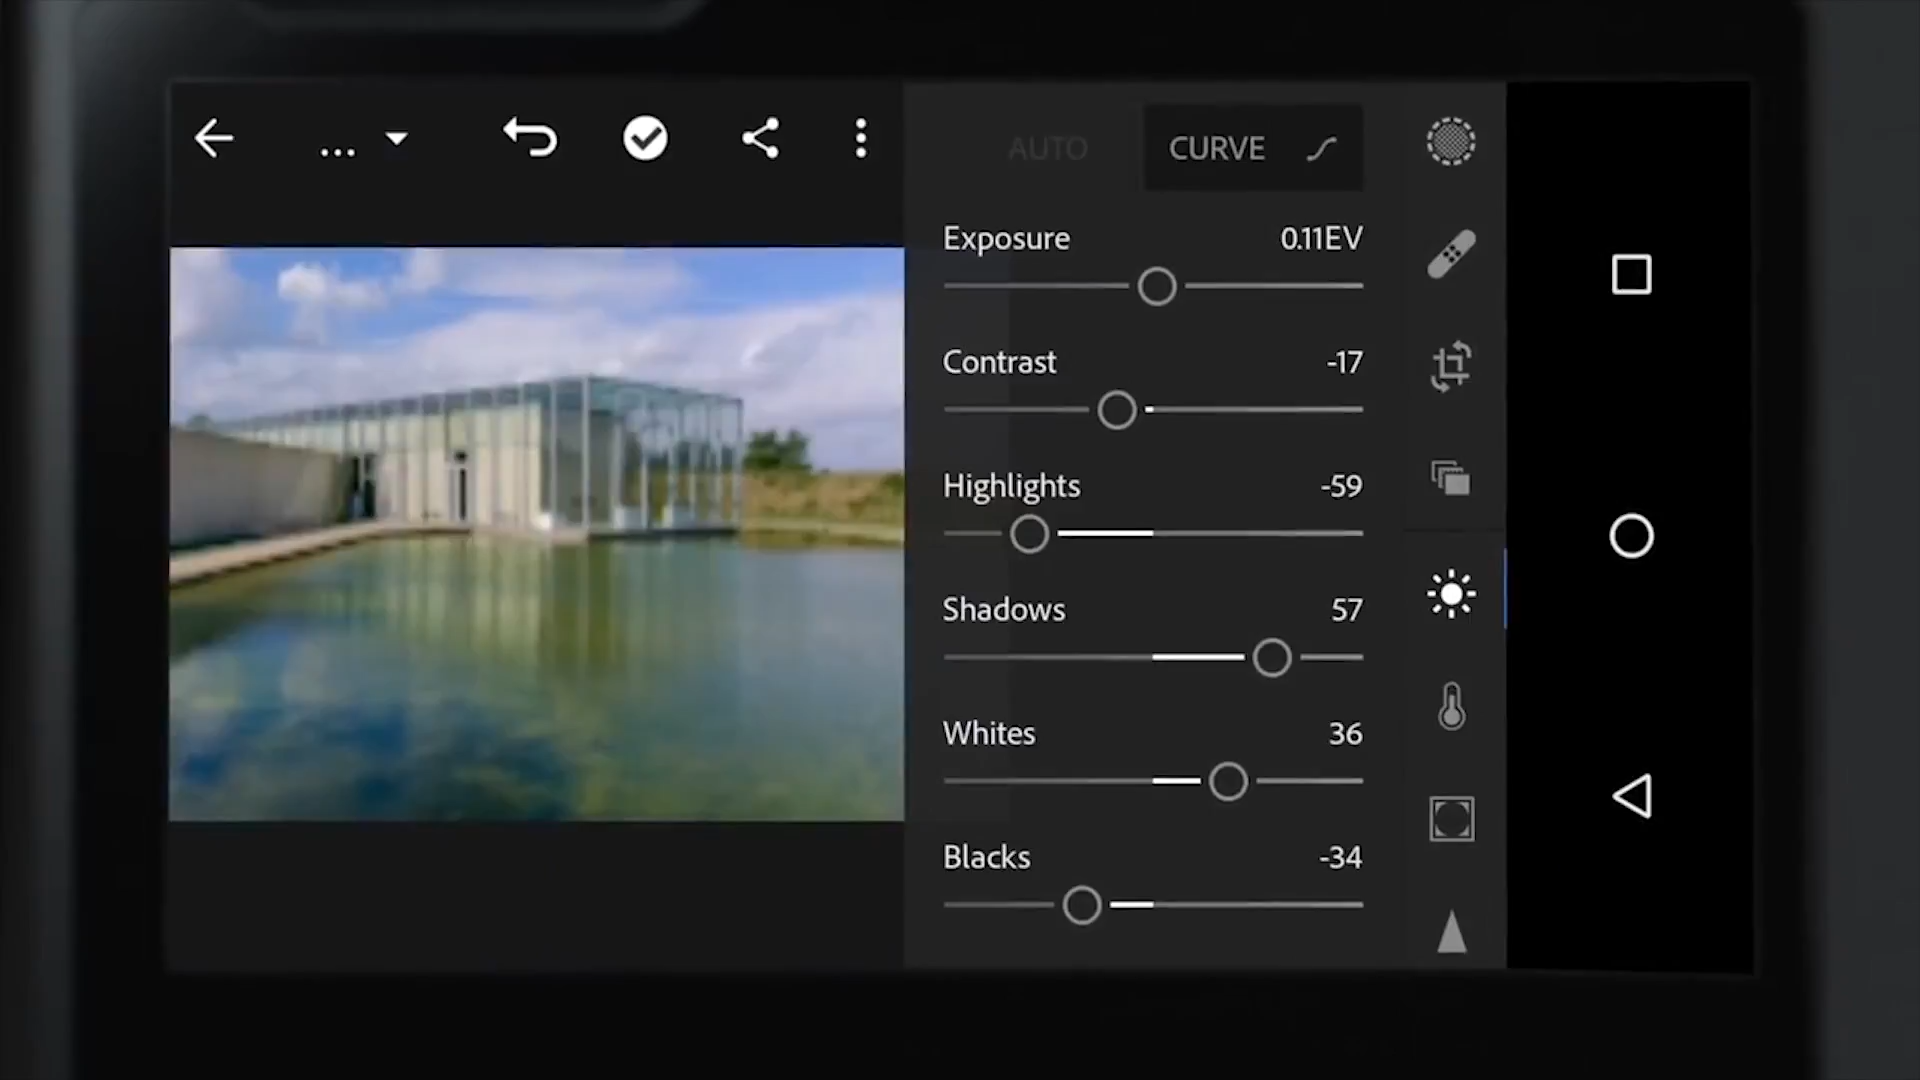 ...
AUTO
CURVE
Exposure 0.11EV
Contrast -17
Highlights -59
Shadows 57
Whites 36
Blacks -34